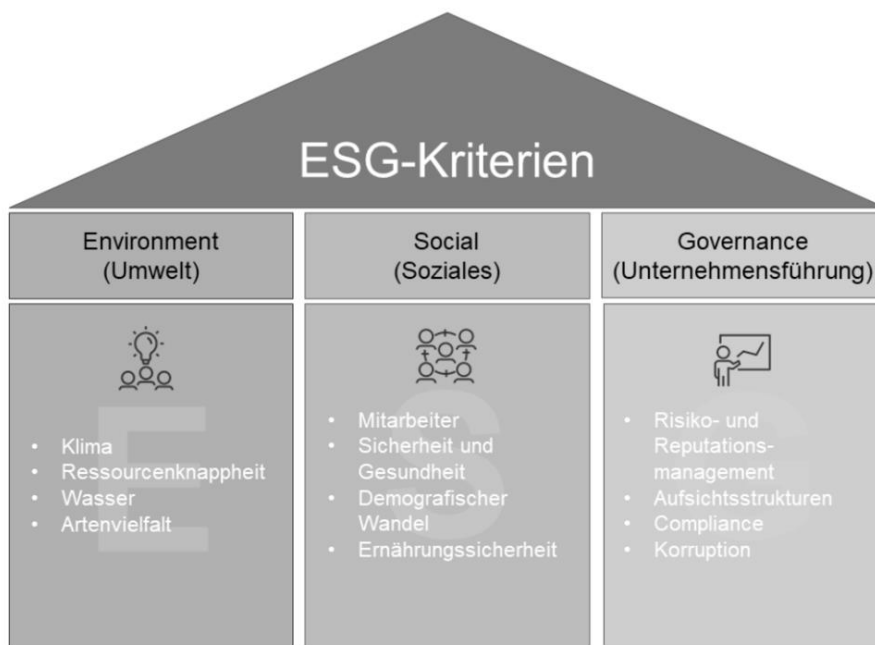 ESG-Kriterien
Environment
(Umwelt)
Social
(Soziales)
Governance
(Unternehmensführung)
E
• Klima
• Ressourcenknappheit
• Wasser
• Artenvielfalt
S
• Mitarbeiter
• Sicherheit und
Gesundheit
• Demografischer
Wandel
• Ernährungssicherheit
G
• Risiko- und
Reputations-
management
• Aufsichtsstrukturen
• Compliance
• Korruption